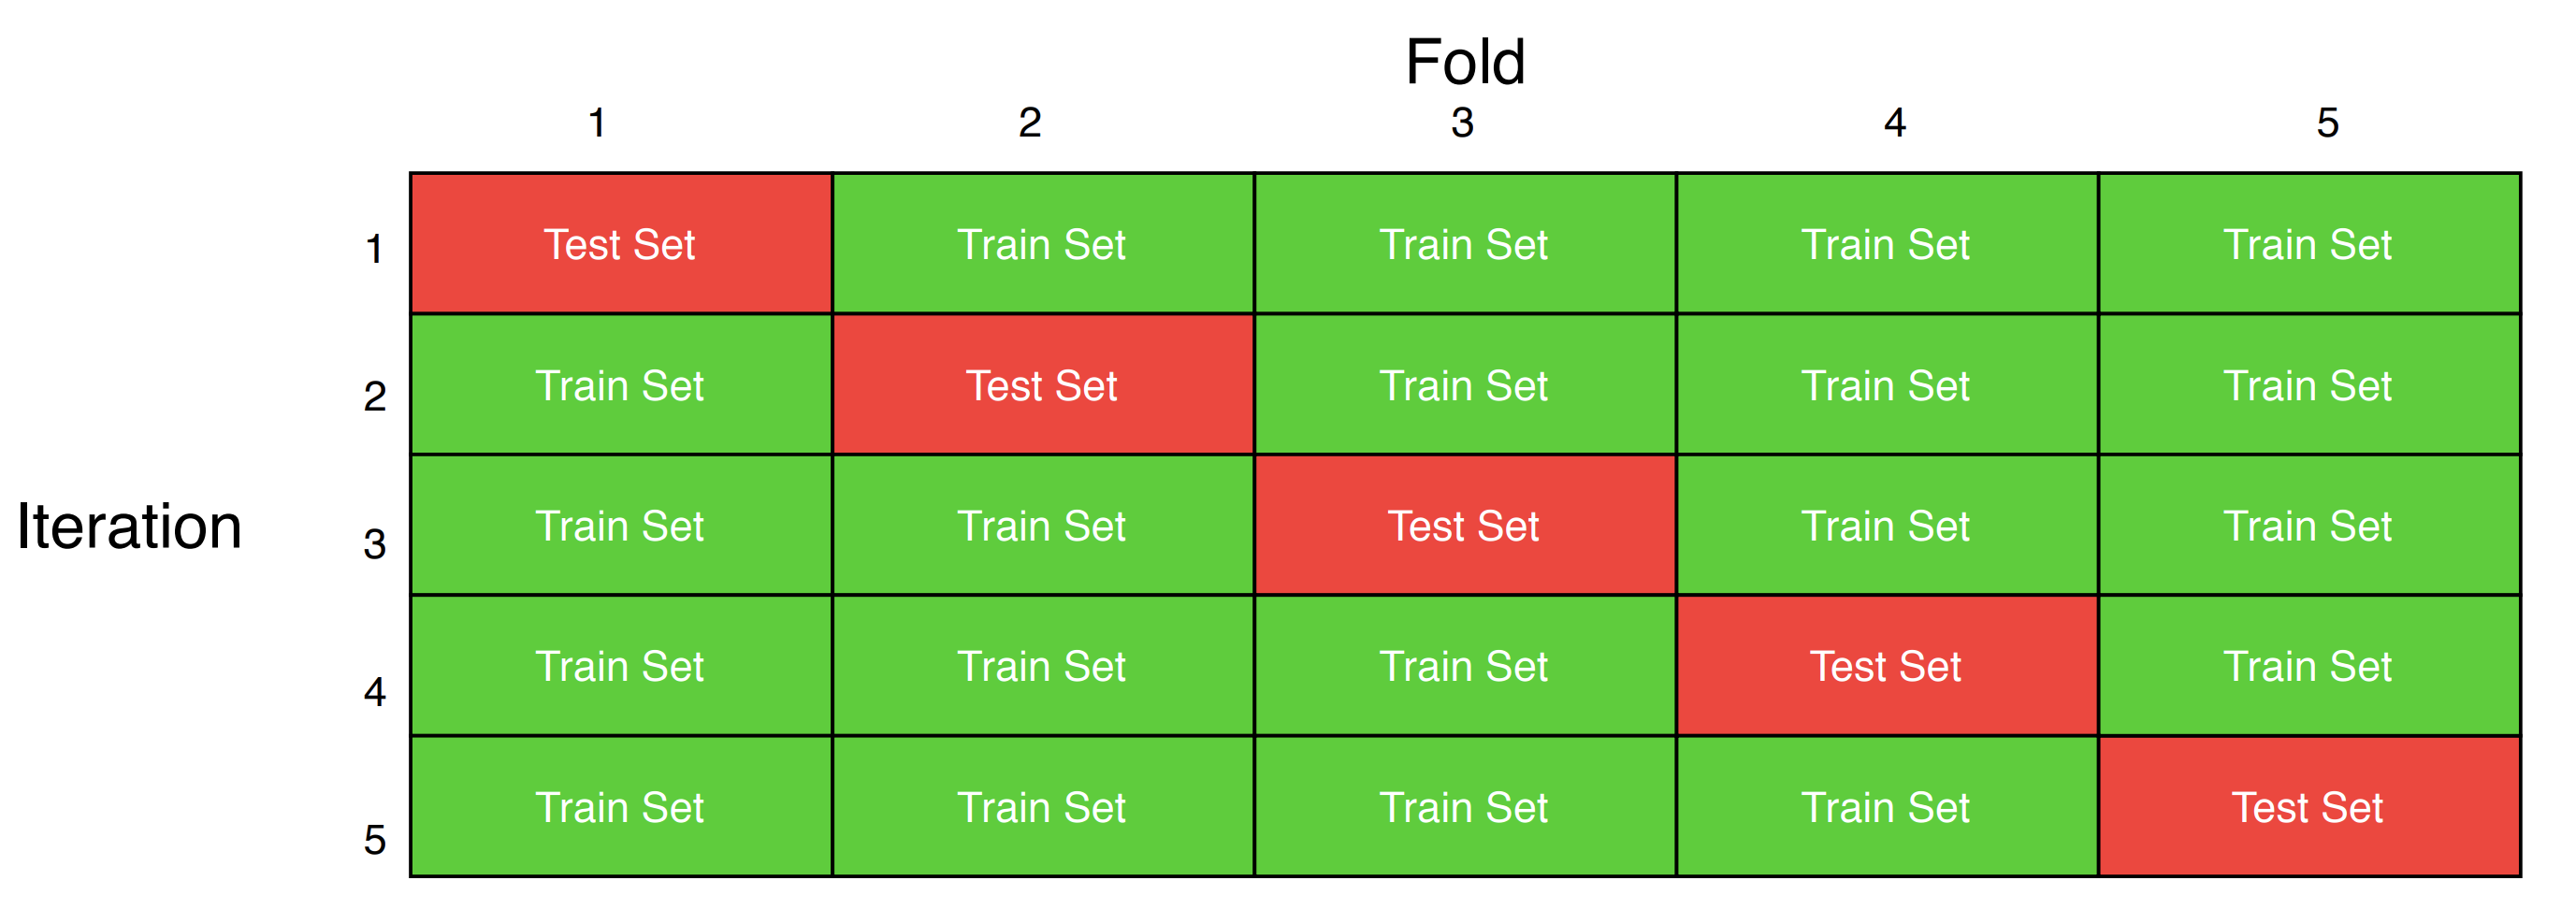 Fold
1 2 3 4 5
1 Test Set Train Set Train Set Train Set Train Set
2 Train Set Test Set Train Set Train Set Train Set
Iteration
3 Train Set Train Set Test Set Train Set Train Set
4 Train Set Train Set Train Set Test Set Train Set
5 Train Set Train Set Train Set Train Set Test Set